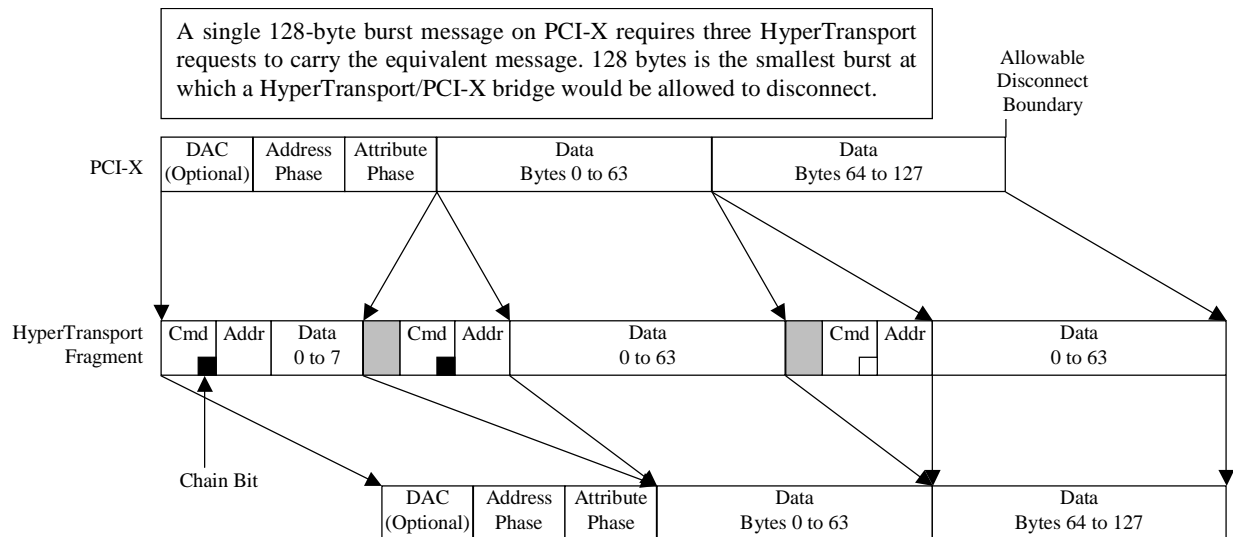 A single 128-byte burst message on PCI-X requires three HyperTransport
requests to carry the equivalent message. 128 bytes is the smallest burst at
which a HyperTransport/PCI-X bridge would be allowed to disconnect.
Allowable
Disconnect
Boundary
PCI-X
DAC
(Optional)
Address
Phase
Attribute
Phase
Data
Bytes 0 to 63
Data
Bytes 64 to 127
HyperTransport
Fragment
Cmd
Addr
Data
0 to 7
Cmd
Addr
Data
0 to 63
Cmd
Addr
Data
0 to 63
Chain Bit
DAC
(Optional)
Address
Phase
Attribute
Phase
Data
Bytes 0 to 63
Data
Bytes 64 to 127